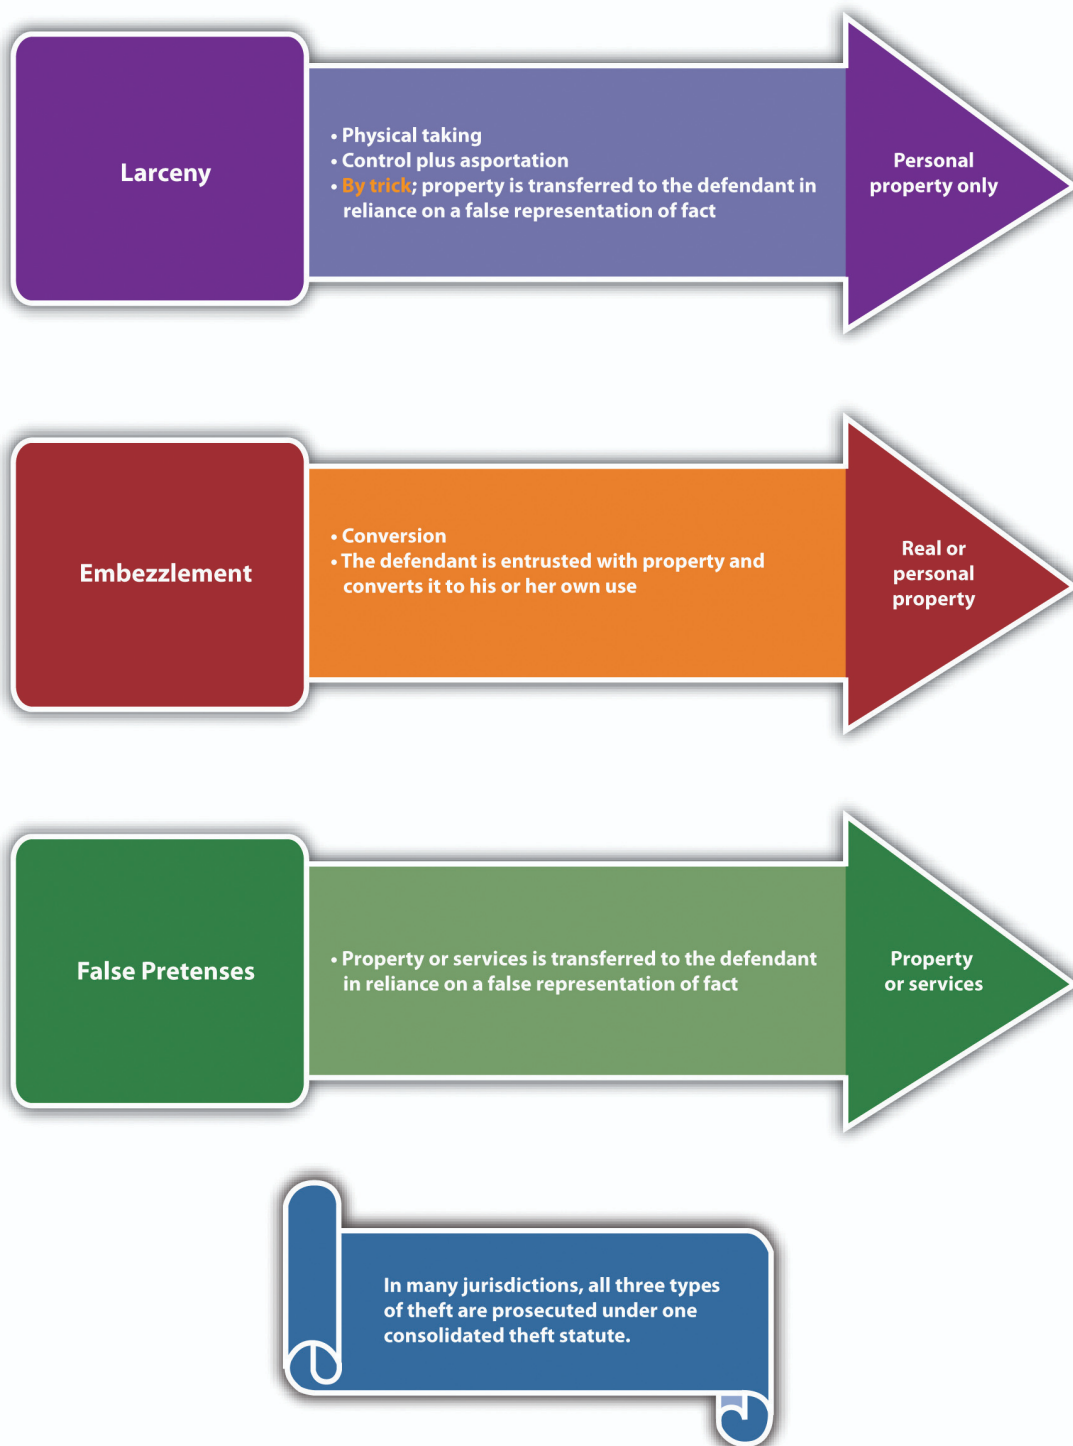 Larceny
• Physical taking
• Control plus asportation
• By trick; property is transferred to the defendant in
reliance on a false representation of fact
Personal
property only
Embezzlement
• Conversion
• The defendant is entrusted with property and
converts it to his or her own use
Real or
personal
property
False Pretenses
• Property or services is transferred to the defendant
in reliance on a false representation of fact
Property
or services
In many jurisdictions, all three types
of theft are prosecuted under one
consolidated theft statute.